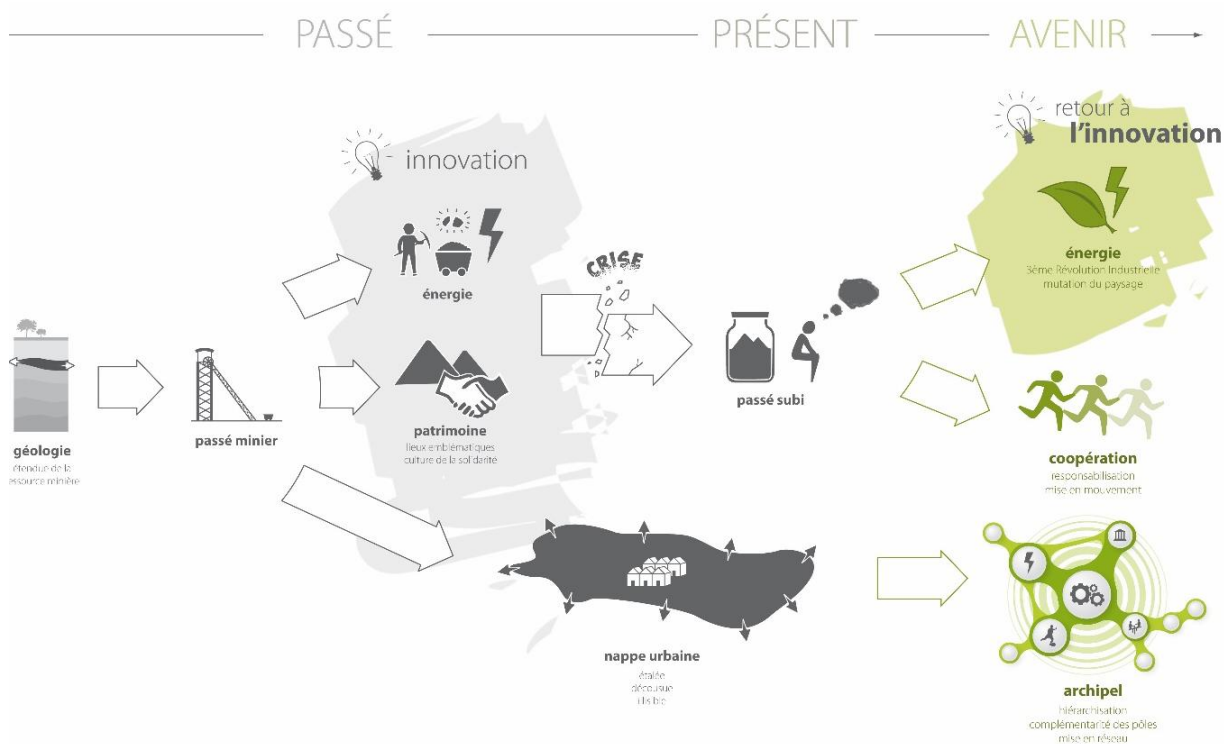 PASSÉ
PRÉSENT
AVENIR
innovation
énergie
patrimoine
lieux emblématiques
culture de la solidarité
géologie
étendue de la
essource minière
passé minier
CRISE
passé subi
nappe urbaine
étalée
décousue
illisible
retour à
l'innovation
énergie
3ème Révolution Industrielle
mutation du paysage
coopération
responsabilisation
mise en mouvement
archipel
hiérarchisation
complémentarité des pôles
mise en réseau